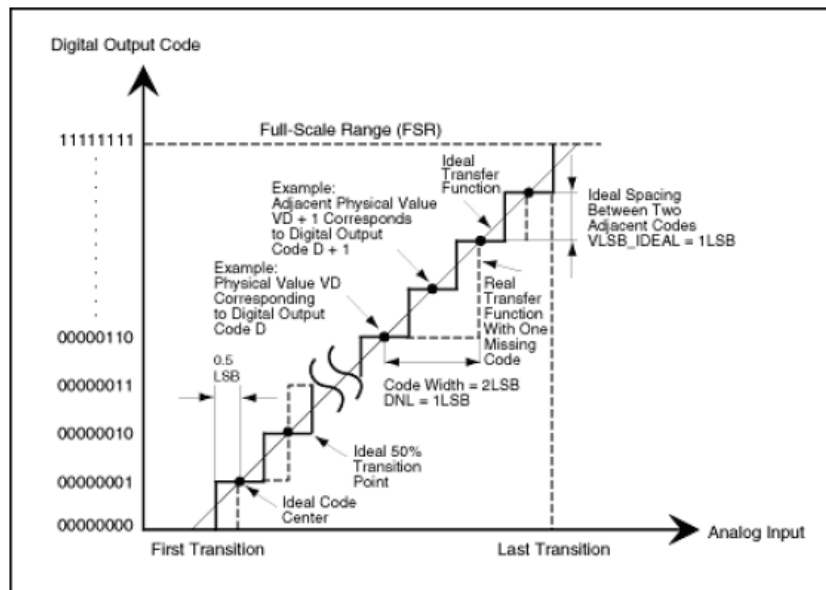 Digital Output Code
11111111
Full-Scale Range (FSR)
Ideal
Transfer
Function
Example:
Adjacent Physical Value
VD + 1 Corresponds
to Digital Output
Code D + 1
Ideal Spacing
Between Two
Adjacent Codes
VLSB_IDEAL = 1LSB
Example:
Physical Value VD
Corresponding
to Digital Output
Code D
Real
Transfer
Function
With One
Missing
Code
00000110
0.5
LSB
00000011
Code Width = 2LSB
DNL = 1LSB
00000010
Ideal 50%
Transition
Point
00000001
Ideal Code
Center
00000000
First Transition
Last Transition
Analog Input